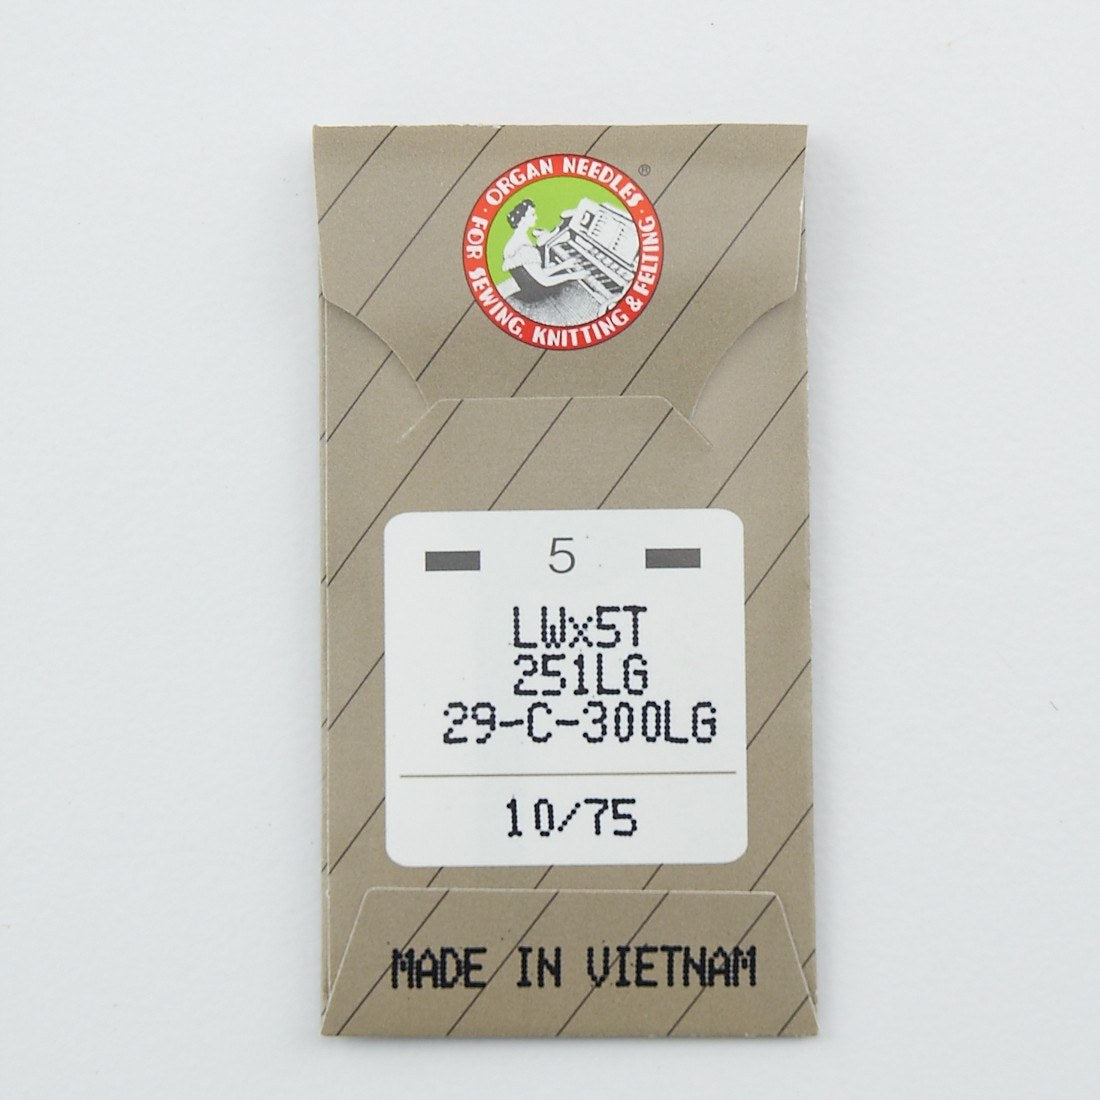 ORGAN NEEDLES ®
· FOR SEWING, KNITTING & FELTING ·
5
LWx5T
251LG
29-C-300LG
10/75
MADE IN VIETNAM